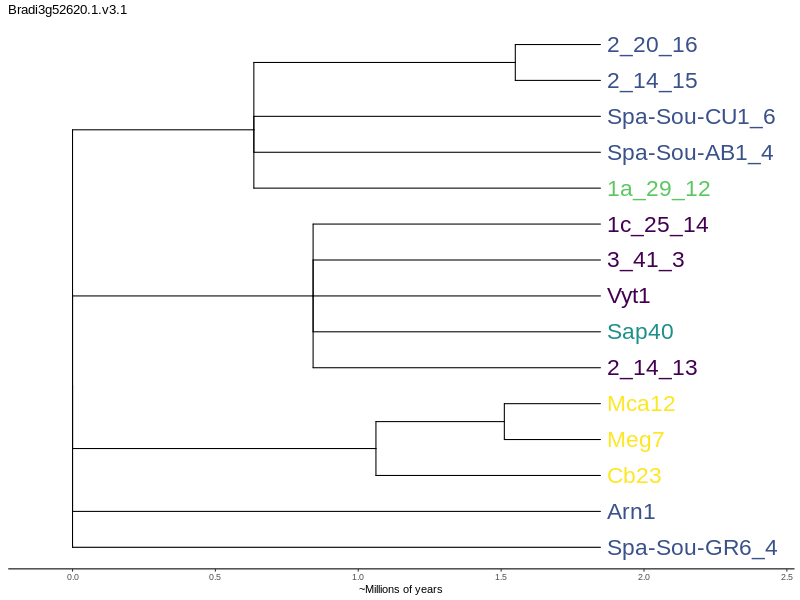 Bradi3g52620.1.v3.1
2_20_16
2_14_15
Spa-Sou-CU1_6
Spa-Sou-AB1_4
1a_29_12
1c_25_14
3_41_3
Vyt1
Sap40
2_14_13
Mca12
Meg7
Cb23
Arn1
Spa-Sou-GR6_4
0.0 0.5 1.0 1.5 2.0 2.5
~Millions of years